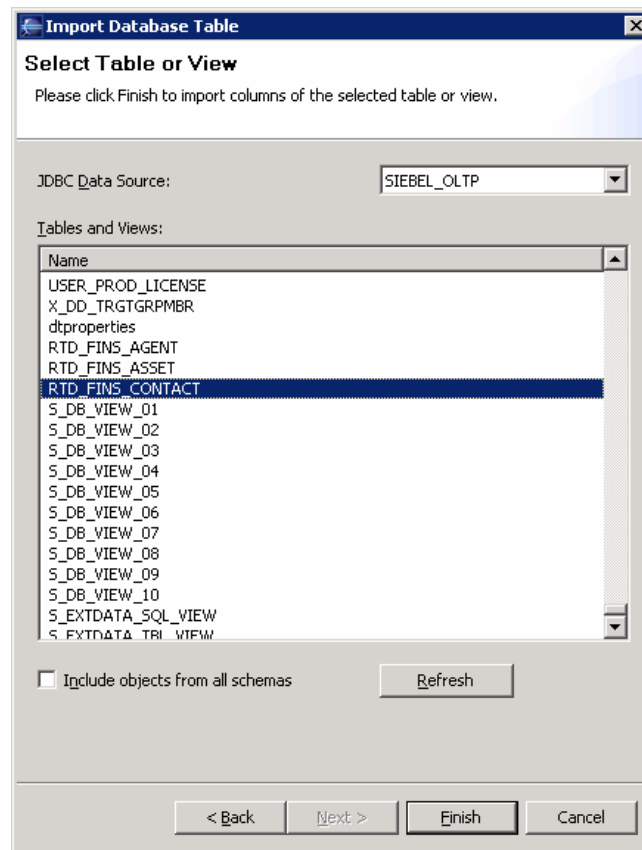 Import Database Table
Select Table or View
Please click Finish to import columns of the selected table or view.
JDBC Data Source: SIEBEL_OLTP
Tables and Views:
Name
USER_PROD_LICENSE
X_DD_TRGTGRPMBR
dtproperties
RTD_FINS_AGENT
RTD_FINS_ASSET
RTD_FINS_CONTACT
S_DB_VIEW_01
S_DB_VIEW_02
S_DB_VIEW_03
S_DB_VIEW_04
S_DB_VIEW_05
S_DB_VIEW_06
S_DB_VIEW_07
S_DB_VIEW_08
S_DB_VIEW_09
S_DB_VIEW_10
S_EXTDATA_SQL_VIEW
S_EXTDATA_TBL_VIEW
Include objects from all schemas Refresh
< Back Next > Finish Cancel